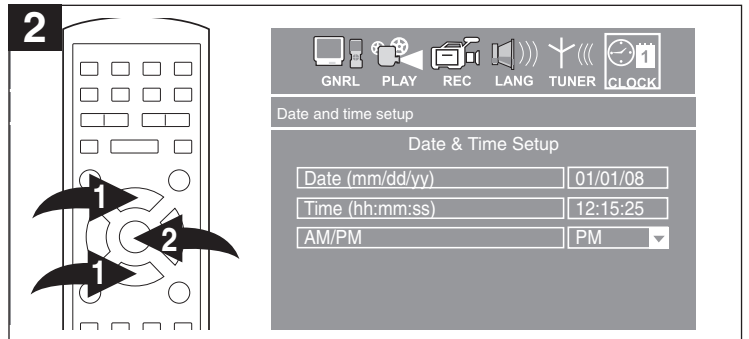 2
1
2
1
GNRL PLAY REC LANG TUNER CLOCK
1
Date and time setup
Date & Time Setup
Date (mm/dd/yy) 01/01/08
Time (hh:mm:ss) 12:15:25
AM/PM PM